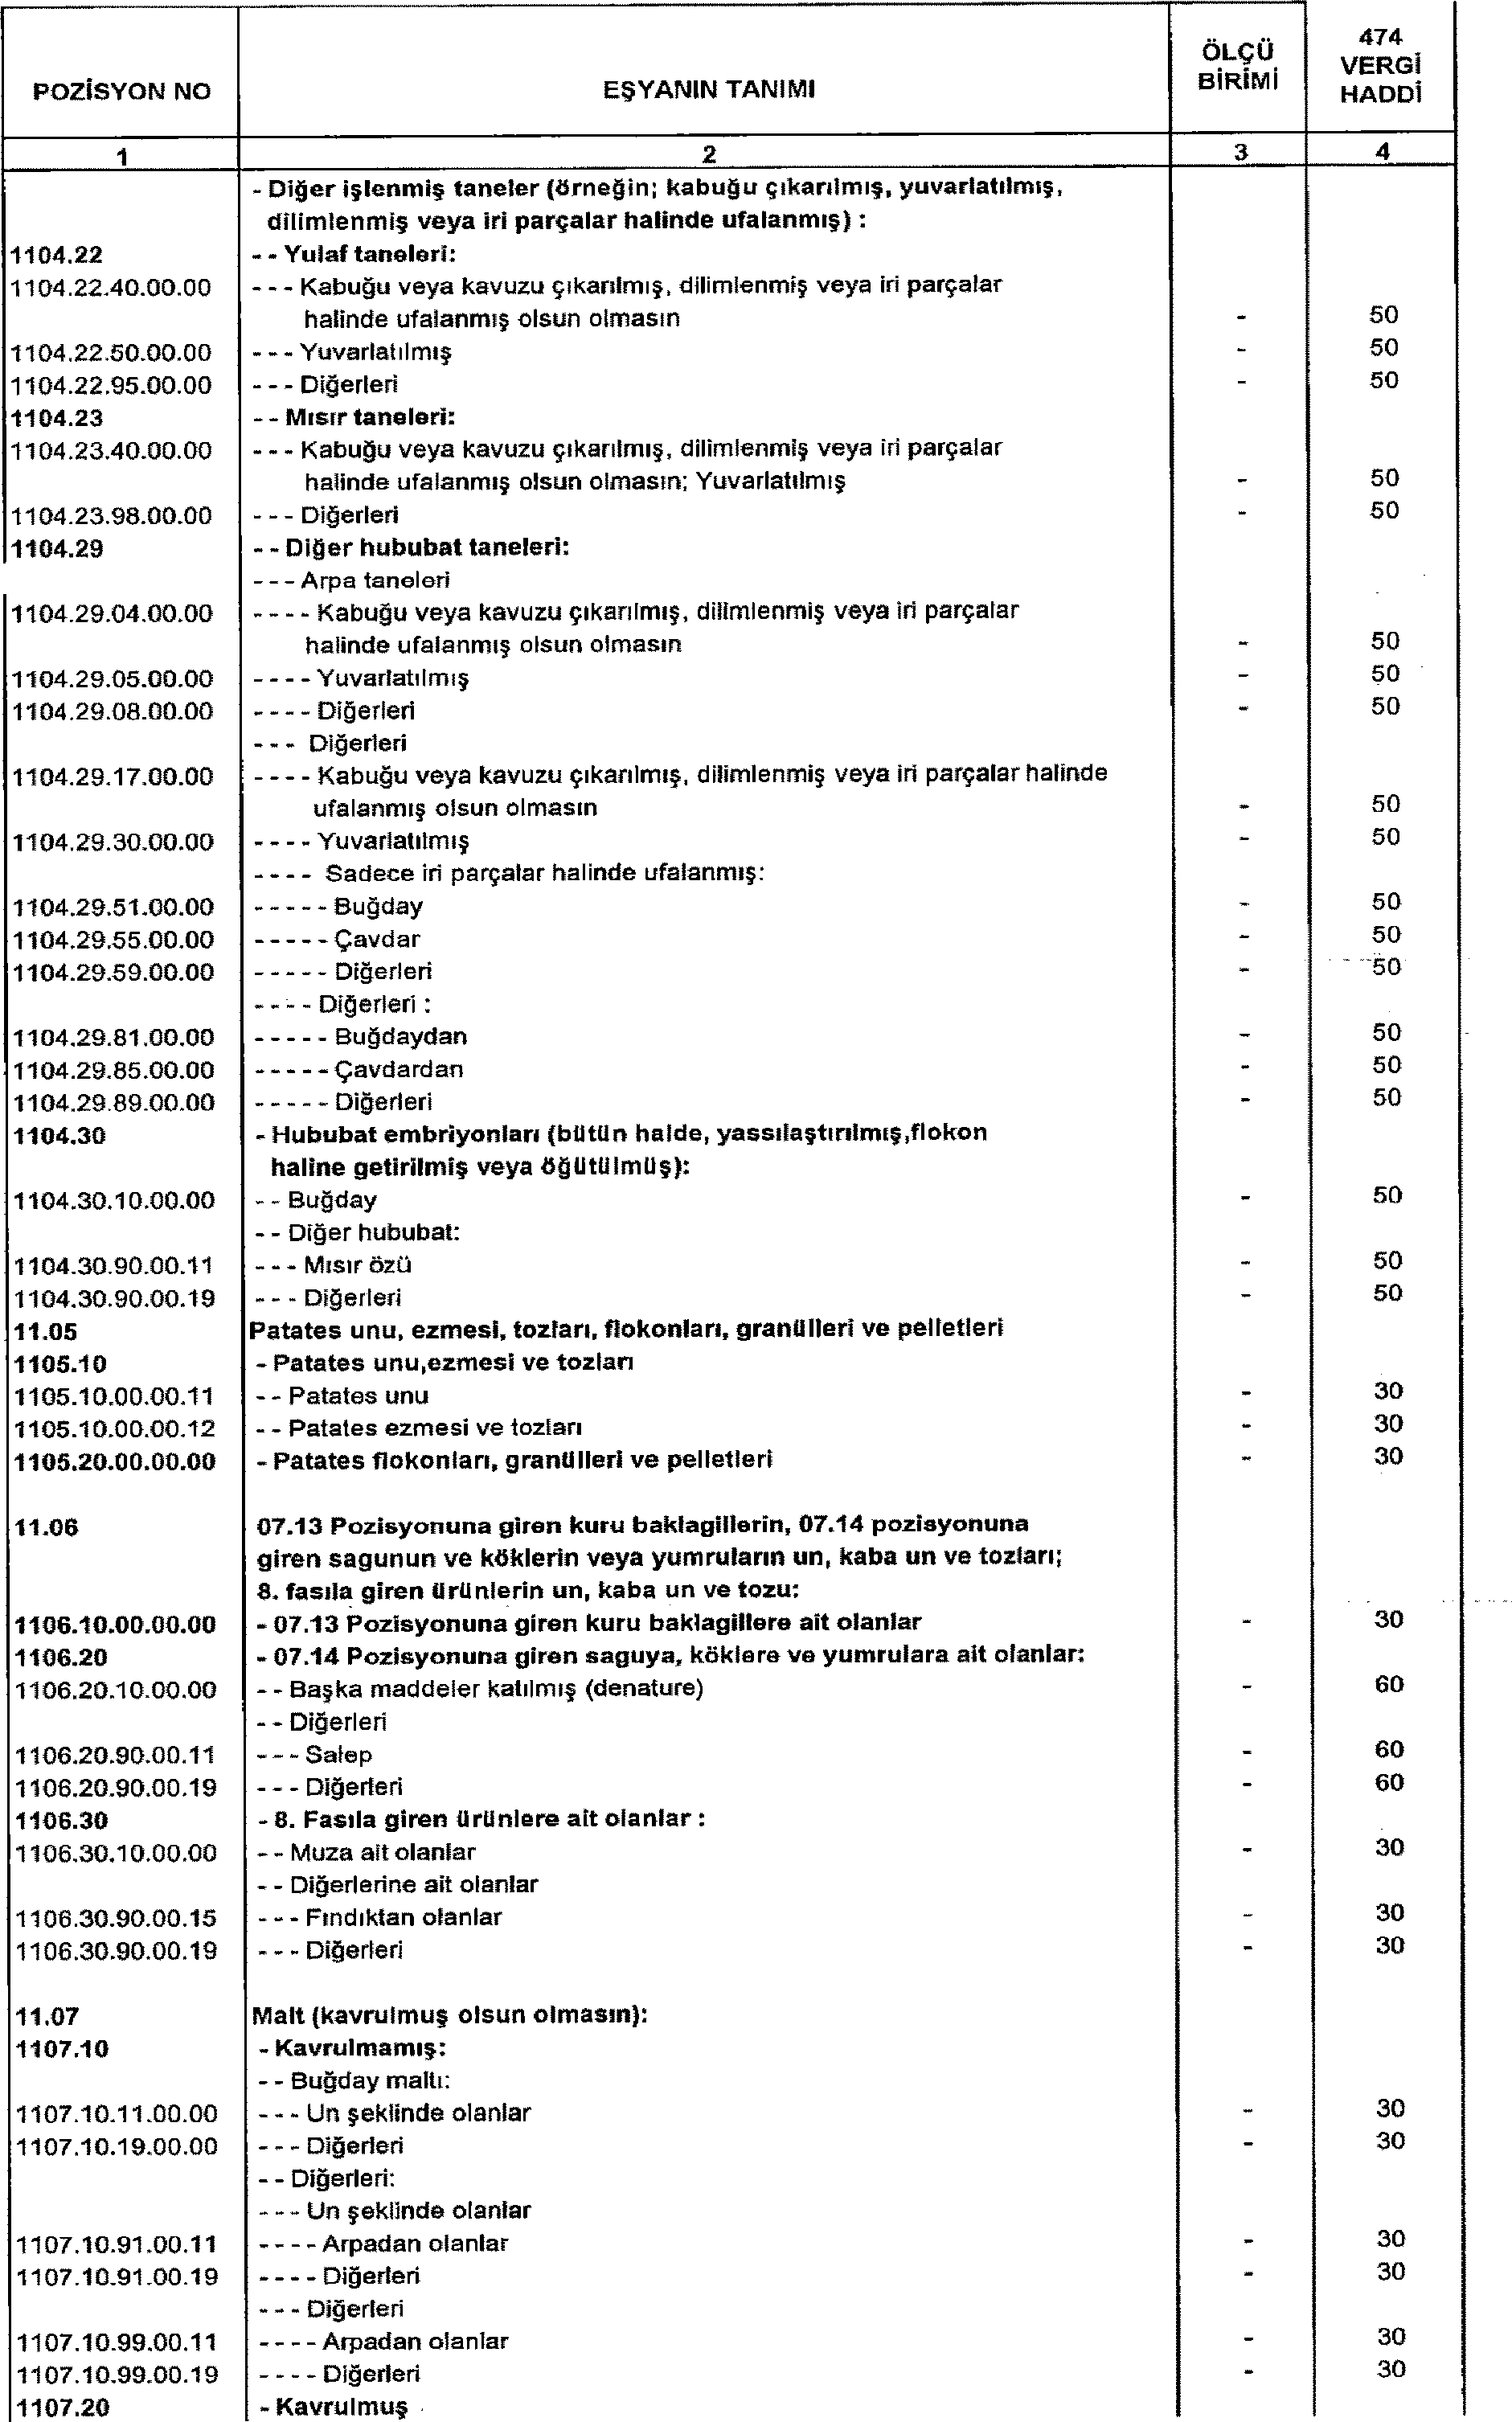 POZİSYON NO EŞYANIN TANIMI ÖLÇÜ BİRİMİ 474 VERGİ HADDİ
1 2 3 4
- Diğer işlenmiş taneler (örneğin; kabuğu çıkarılmış, yuvarlatılmış,
dilimlenmiş veya iri parçalar halinde ufalanmış) :
1104.22 - - Yulaf taneleri:
1104.22.40.00.00 - - - Kabuğu veya kavuzu çıkarılmış, dilimlenmiş veya iri parçalar
halinde ufalanmış olsun olmasın - 50
1104.22.50.00.00 - - - Yuvarlatılmış - 50
1104.22.95.00.00 - - - Diğerleri - 50
1104.23 - - Mısır taneleri:
1104.23.40.00.00 - - - Kabuğu veya kavuzu çıkarılmış, dilimlenmiş veya iri parçalar
halinde ufalanmış olsun olmasın; Yuvarlatılmış - 50
1104.23.98.00.00 - - - Diğerleri - 50
1104.29 - - Diğer hububat taneleri:
- - - Arpa taneleri
1104.29.04.00.00 - - - - Kabuğu veya kavuzu çıkarılmış, dilimlenmiş veya iri parçalar
halinde ufalanmış olsun olmasın - 50
1104.29.05.00.00 - - - - Yuvarlatılmış - 50
1104.29.08.00.00 - - - - Diğerleri - 50
- - - Diğerleri
1104.29.17.00.00 - - - - Kabuğu veya kavuzu çıkarılmış, dilimlenmiş veya iri parçalar halinde
ufalanmış olsun olmasın - 50
1104.29.30.00.00 - - - - Yuvarlatılmış - 50
- - - - Sadece iri parçalar halinde ufalanmış:
1104.29.51.00.00 - - - - - Buğday - 50
1104.29.55.00.00 - - - - - Çavdar - 50
1104.29.59.00.00 - - - - - Diğerleri - 50
- - - - Diğerleri :
1104.29.81.00.00 - - - - - Buğdaydan - 50
1104.29.85.00.00 - - - - - Çavdardan - 50
1104.29.89.00.00 - - - - - Diğerleri - 50
1104.30 - Hububat embriyonları (bütün halde, yassılaştırılmış,flokon
haline getirilmiş veya öğütülmüş):
1104.30.10.00.00 - - Buğday - 50
- - Diğer hububat:
1104.30.90.00.11 - - - Mısır özü - 50
1104.30.90.00.19 - - - Diğerleri - 50
11.05 Patates unu, ezmesi, tozları, flokonları, granülleri ve pelletleri
1105.10 - Patates unu,ezmesi ve tozları
1105.10.00.00.11 - - Patates unu - 30
1105.10.00.00.12 - - Patates ezmesi ve tozları - 30
1105.20.00.00.00 - Patates flokonları, granülleri ve pelletleri - 30
11.06 07.13 Pozisyonuna giren kuru baklagillerin, 07.14 pozisyonuna
giren sagunun ve köklerin veya yumruların un, kaba un ve tozları;
8. fasıla giren ürünlerin un, kaba un ve tozu:
1106.10.00.00.00 - 07.13 Pozisyonuna giren kuru baklagillere ait olanlar - 30
1106.20 - 07.14 Pozisyonuna giren saguya, köklere ve yumrulara ait olanlar:
1106.20.10.00.00 - - Başka maddeler katılmış (denature) - 60
- - Diğerleri
1106.20.90.00.11 - - - Salep - 60
1106.20.90.00.19 - - - Diğerleri - 60
1106.30 - 8. Fasıla giren ürünlere ait olanlar :
1106.30.10.00.00 - - Muza ait olanlar - 30
- - Diğerlerine ait olanlar
1106.30.90.00.15 - - - Fındıktan olanlar - 30
1106.30.90.00.19 - - - Diğerleri - 30
11.07 Malt (kavrulmuş olsun olmasın):
1107.10 - Kavrulmamış:
- - Buğday maltı:
1107.10.11.00.00 - - - Un şeklinde olanlar - 30
1107.10.19.00.00 - - - Diğerleri - 30
- - Diğerleri:
- - - Un şeklinde olanlar
1107.10.91.00.11 - - - - Arpadan olanlar - 30
1107.10.91.00.19 - - - - Diğerleri - 30
- - - Diğerleri
1107.10.99.00.11 - - - - Arpadan olanlar - 30
1107.10.99.00.19 - - - - Diğerleri - 30
1107.20 - Kavrulmuş